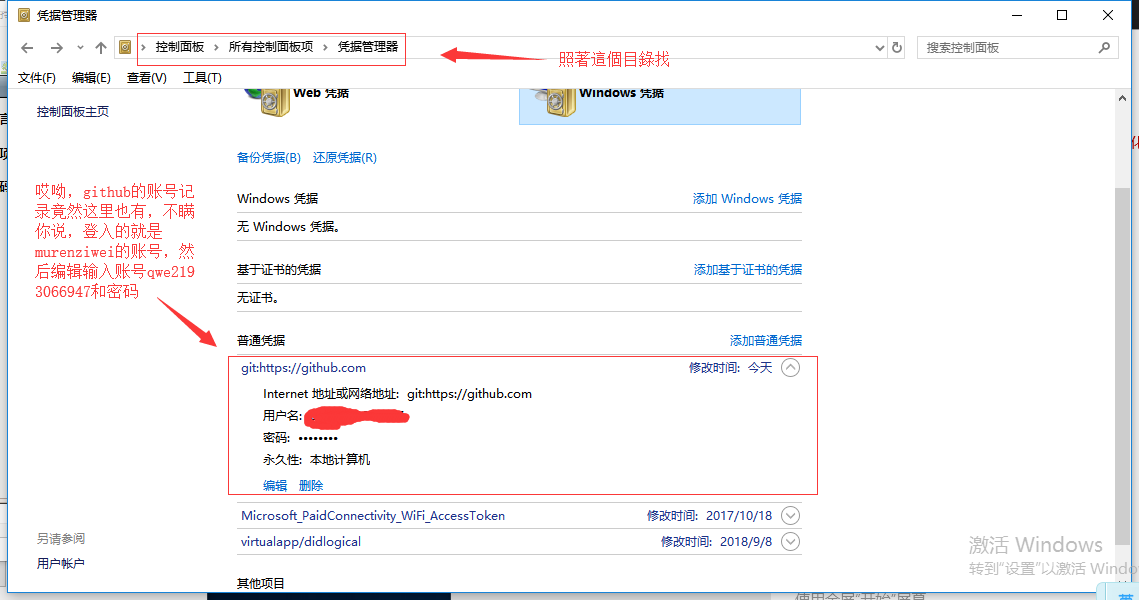 凭据管理器
控制面板 › 所有控制面板项 › 凭据管理器
搜索控制面板
照著這個目錄找
文件(F) 编辑(E) 查看(V) 工具(T)
控制面板主页
Web 凭据
Windows 凭据
备份凭据(B) 还原凭据(R)
哎呦，github的账号记
录竟然这里也有，不瞒
你说，登入的就是
murenziwei的账号，然
后编辑输入账号qwe219
3066947和密码
Windows 凭据
添加 Windows 凭据
无 Windows 凭据。
基于证书的凭据
添加基于证书的凭据
无证书。
普通凭据
添加普通凭据
git:https://github.com
修改时间: 今天
Internet 地址或网络地址: git:https://github.com
用户名:
密码: ••••••••
永久性: 本地计算机
编辑 删除
Microsoft_PaidConnectivity_WiFi_AccessToken
修改时间: 2017/10/18
virtualapp/didlogical
修改时间: 2018/9/8
其他项目
另请参阅
用户帐户
激活 Windows
转到"设置"以激活 Windo